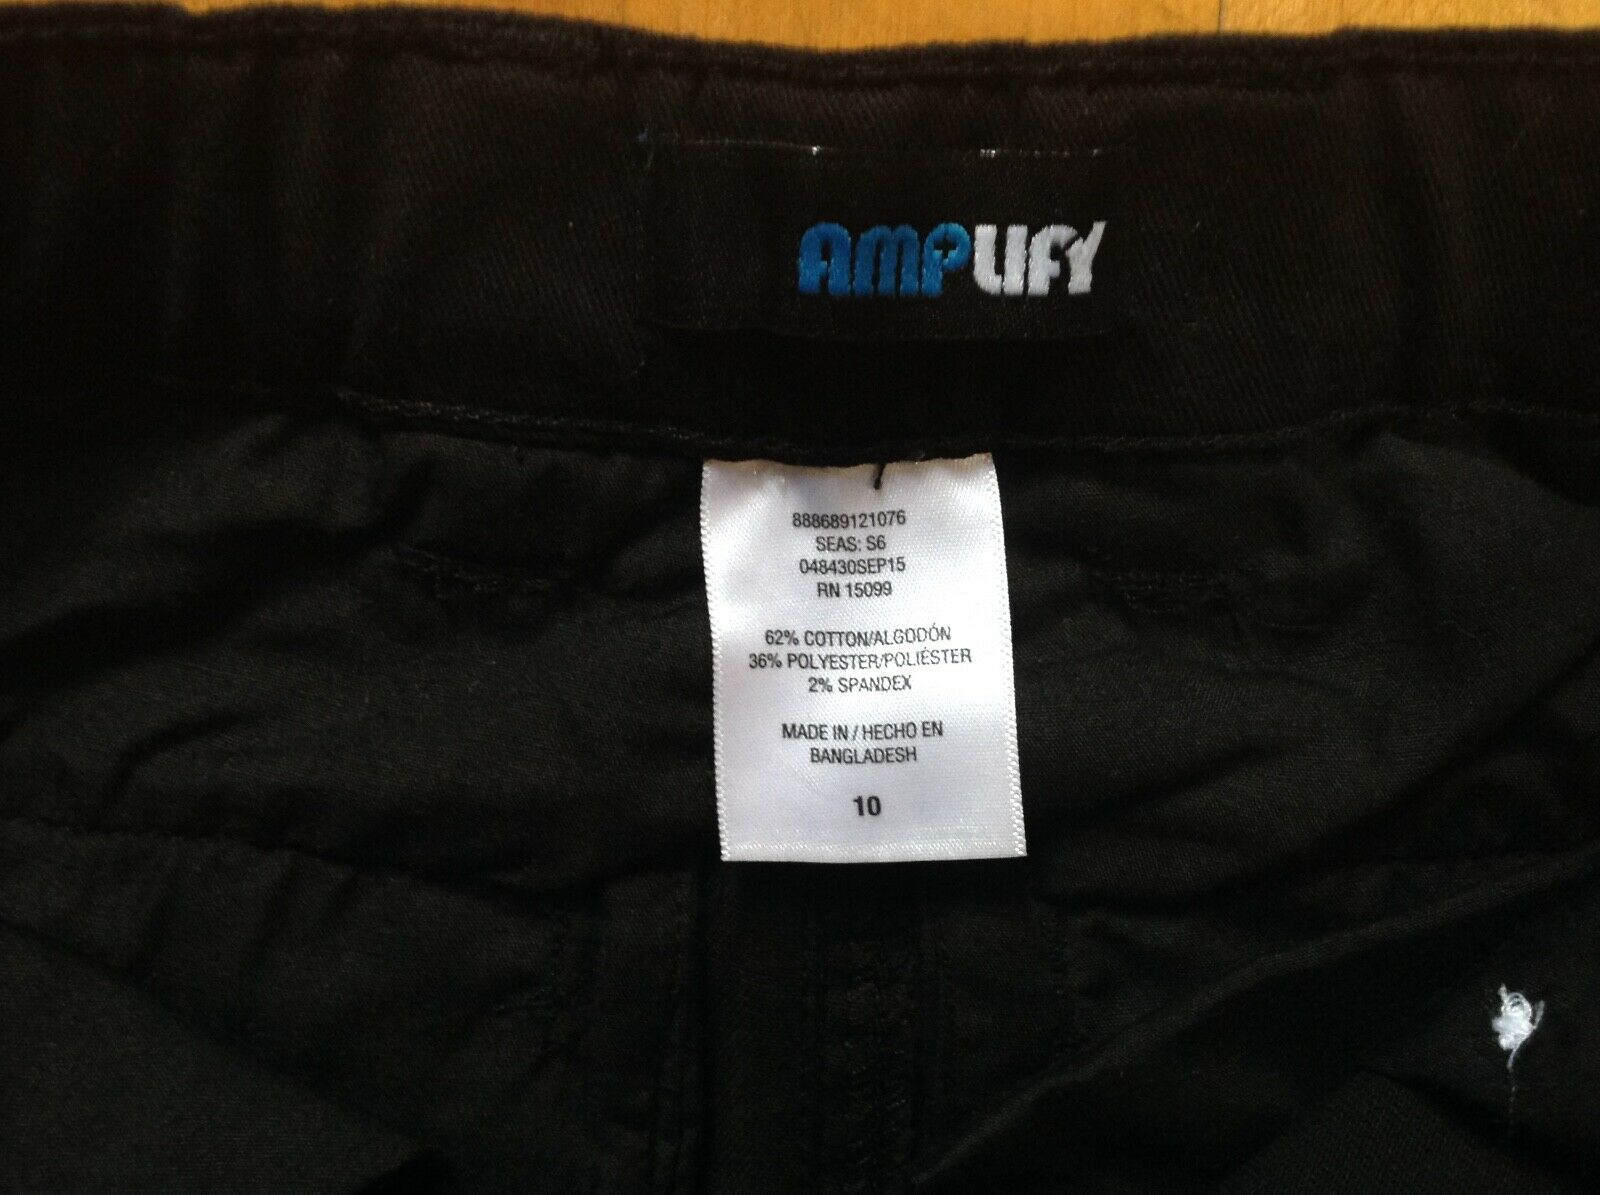 AMPLIFY
888689121076
SEAS: S6
048430SEP15
RN 15099
62% COTTON/ALGODÓN
36% POLYESTER/POLIÉSTER
2% SPANDEX
MADE IN / HECHO EN
BANGLADESH
10